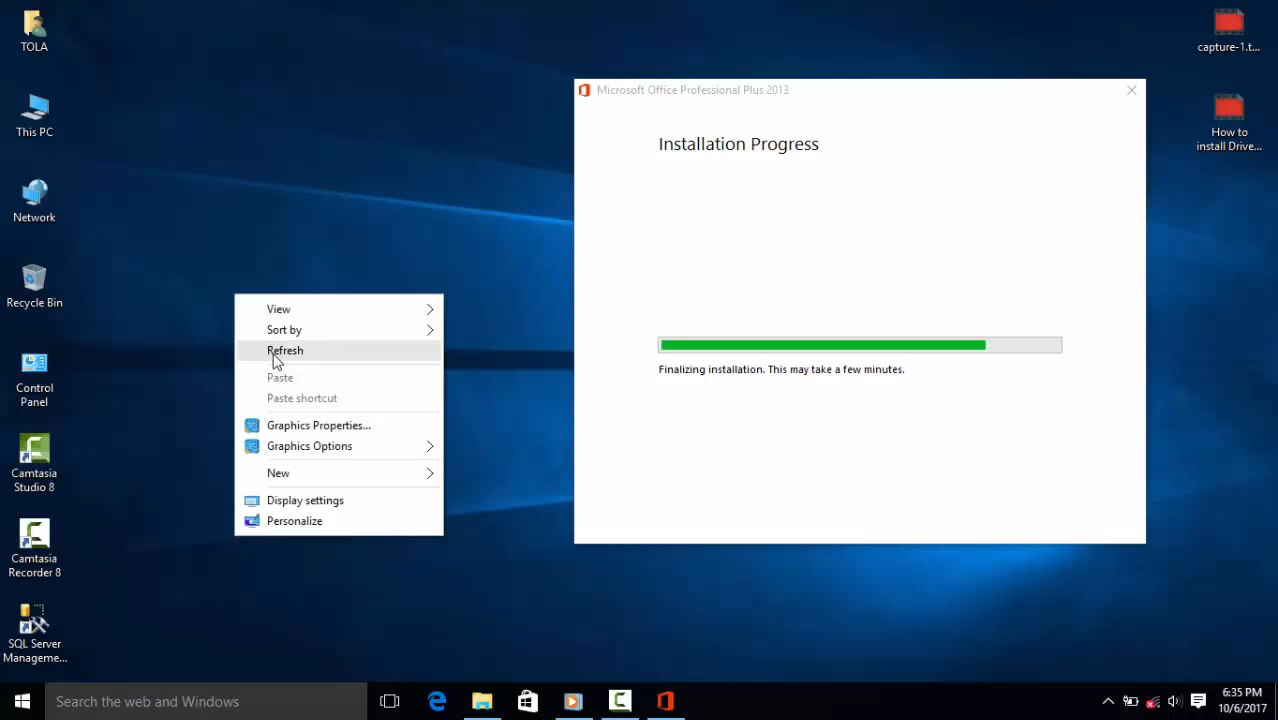 TOLA
This PC
Network
Recycle Bin
Control
Panel
Camtasia
Studio 8
Camtasia
Recorder 8
SQL Server
Manageme...
View
Sort by
Refresh
Paste
Paste shortcut
Graphics Properties...
Graphics Options
New
Display settings
Personalize
Microsoft Office Professional Plus 2013
Installation Progress
Finalizing installation. This may take a few minutes.
capture-1.t...
How to
install Drive...
Search the web and Windows
6:35 PM
10/6/2017